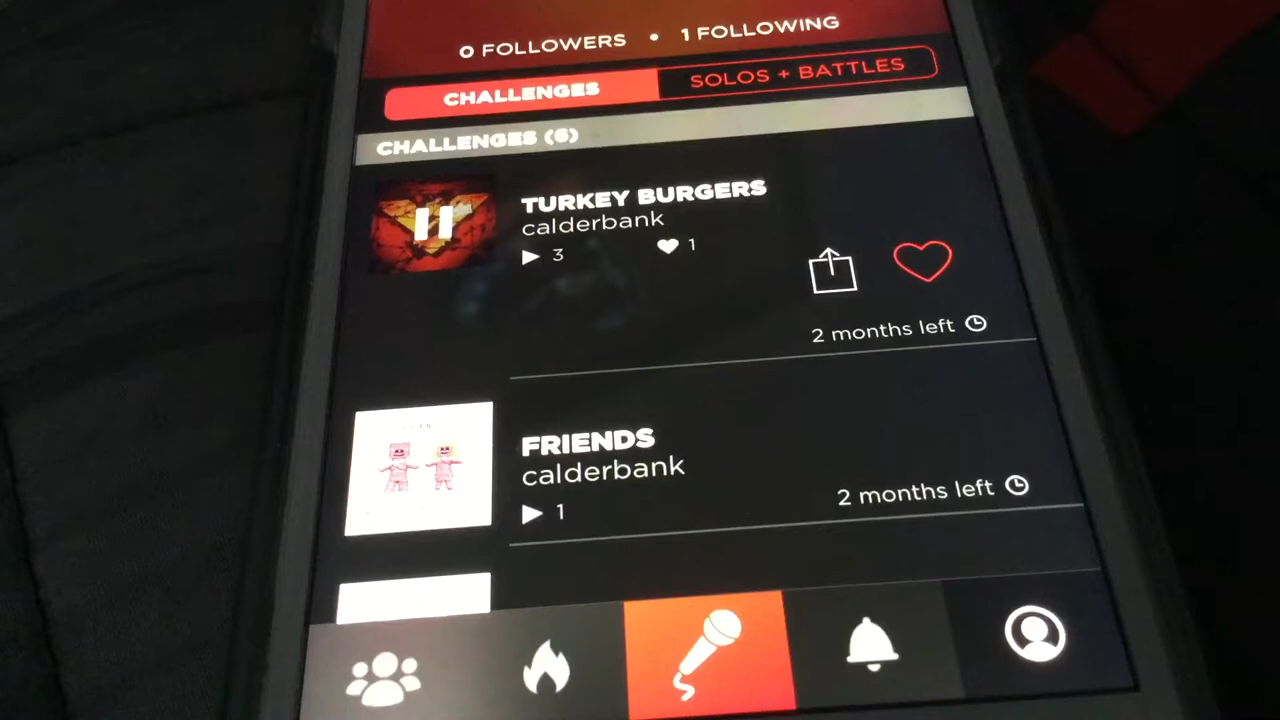 0 FOLLOWERS • 1 FOLLOWING
CHALLENGES
SOLOS + BATTLES
CHALLENGES (6)
TURKEY BURGERS
calderbank
3
1
2 months left
FRIENDS
calderbank
1
2 months left